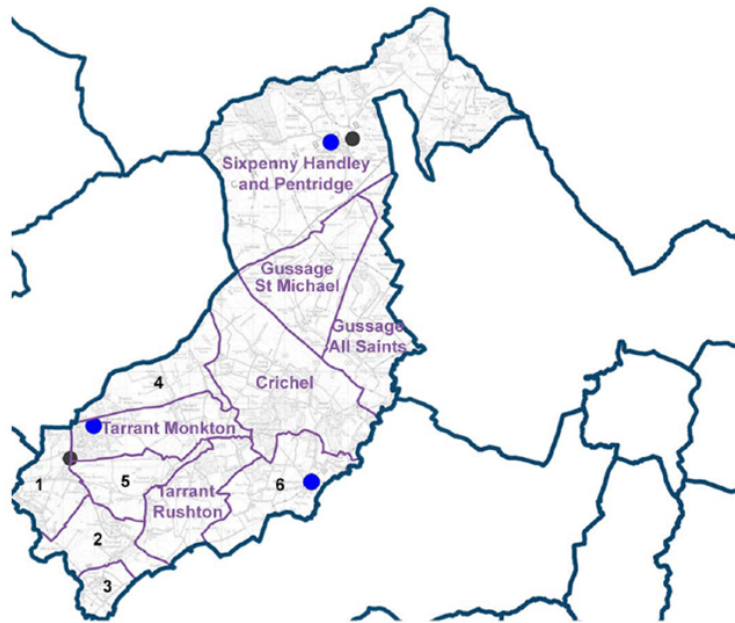 Sixpenny Handley
and Pentridge
Gussage
St Michael
Gussage
All Saints
Crichel
4
Tarrant Monkton
1
5
6
Tarrant
Rushton
2
3